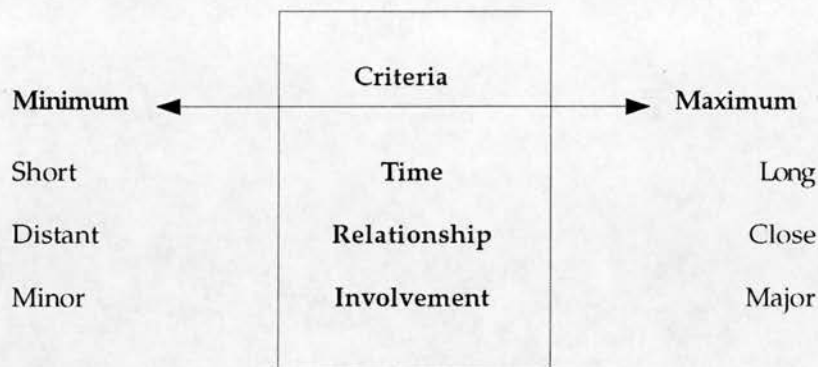 Criteria
Minimum Maximum
Short Time Long
Distant Relationship Close
Minor Involvement Major